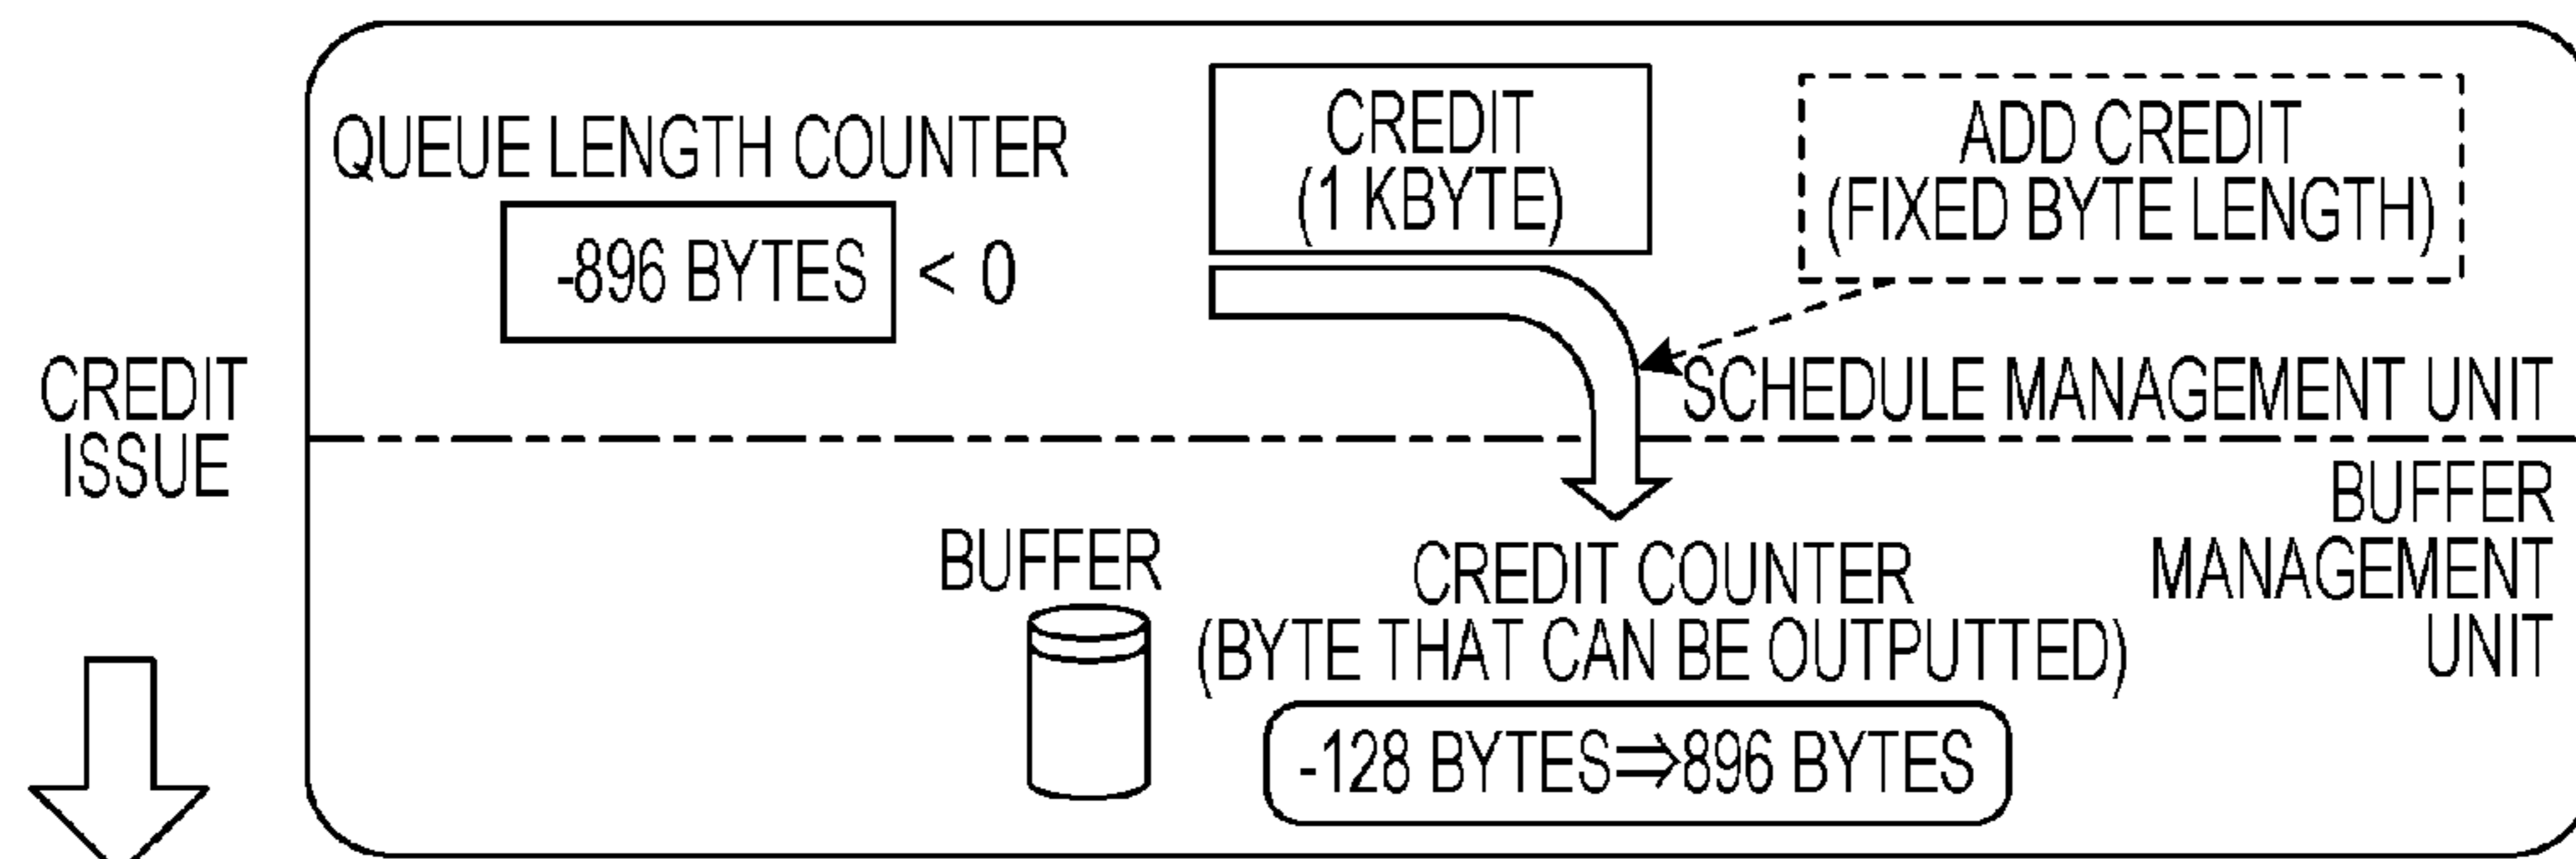 QUEUE LENGTH COUNTER
-896 BYTES < 0
CREDIT
(1 KBYTE)
ADD CREDIT
(FIXED BYTE LENGTH)
SCHEDULE MANAGEMENT UNIT
CREDIT
ISSUE
BUFFER
MANAGEMENT
UNIT
BUFFER
CREDIT COUNTER
(BYTE THAT CAN BE OUTPUTTED)
-128 BYTES⇒896 BYTES